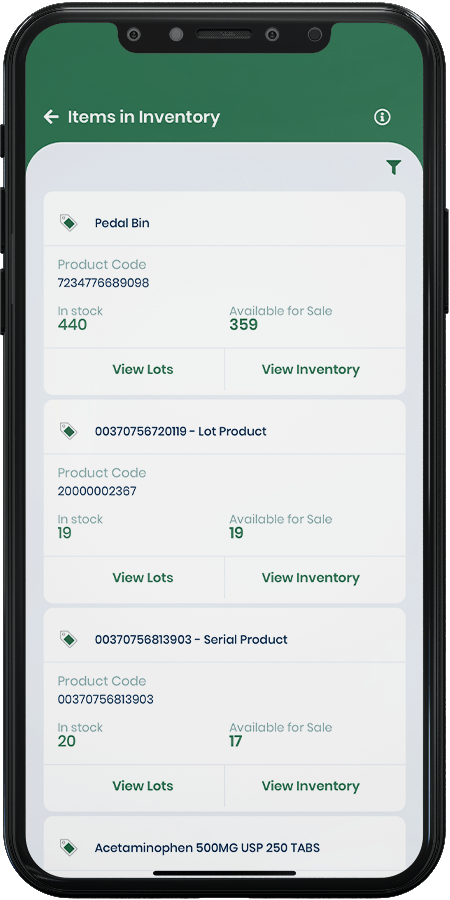 Items in Inventory
Pedal Bin
Product Code
7234776689098
In stock Available for Sale
440 359
View Lots View Inventory
00370756720119 - Lot Product
Product Code
20000002367
In stock Available for Sale
19 19
View Lots View Inventory
00370756813903 - Serial Product
Product Code
00370756813903
In stock Available for Sale
20 17
View Lots View Inventory
Acetaminophen 500MG USP 250 TABS